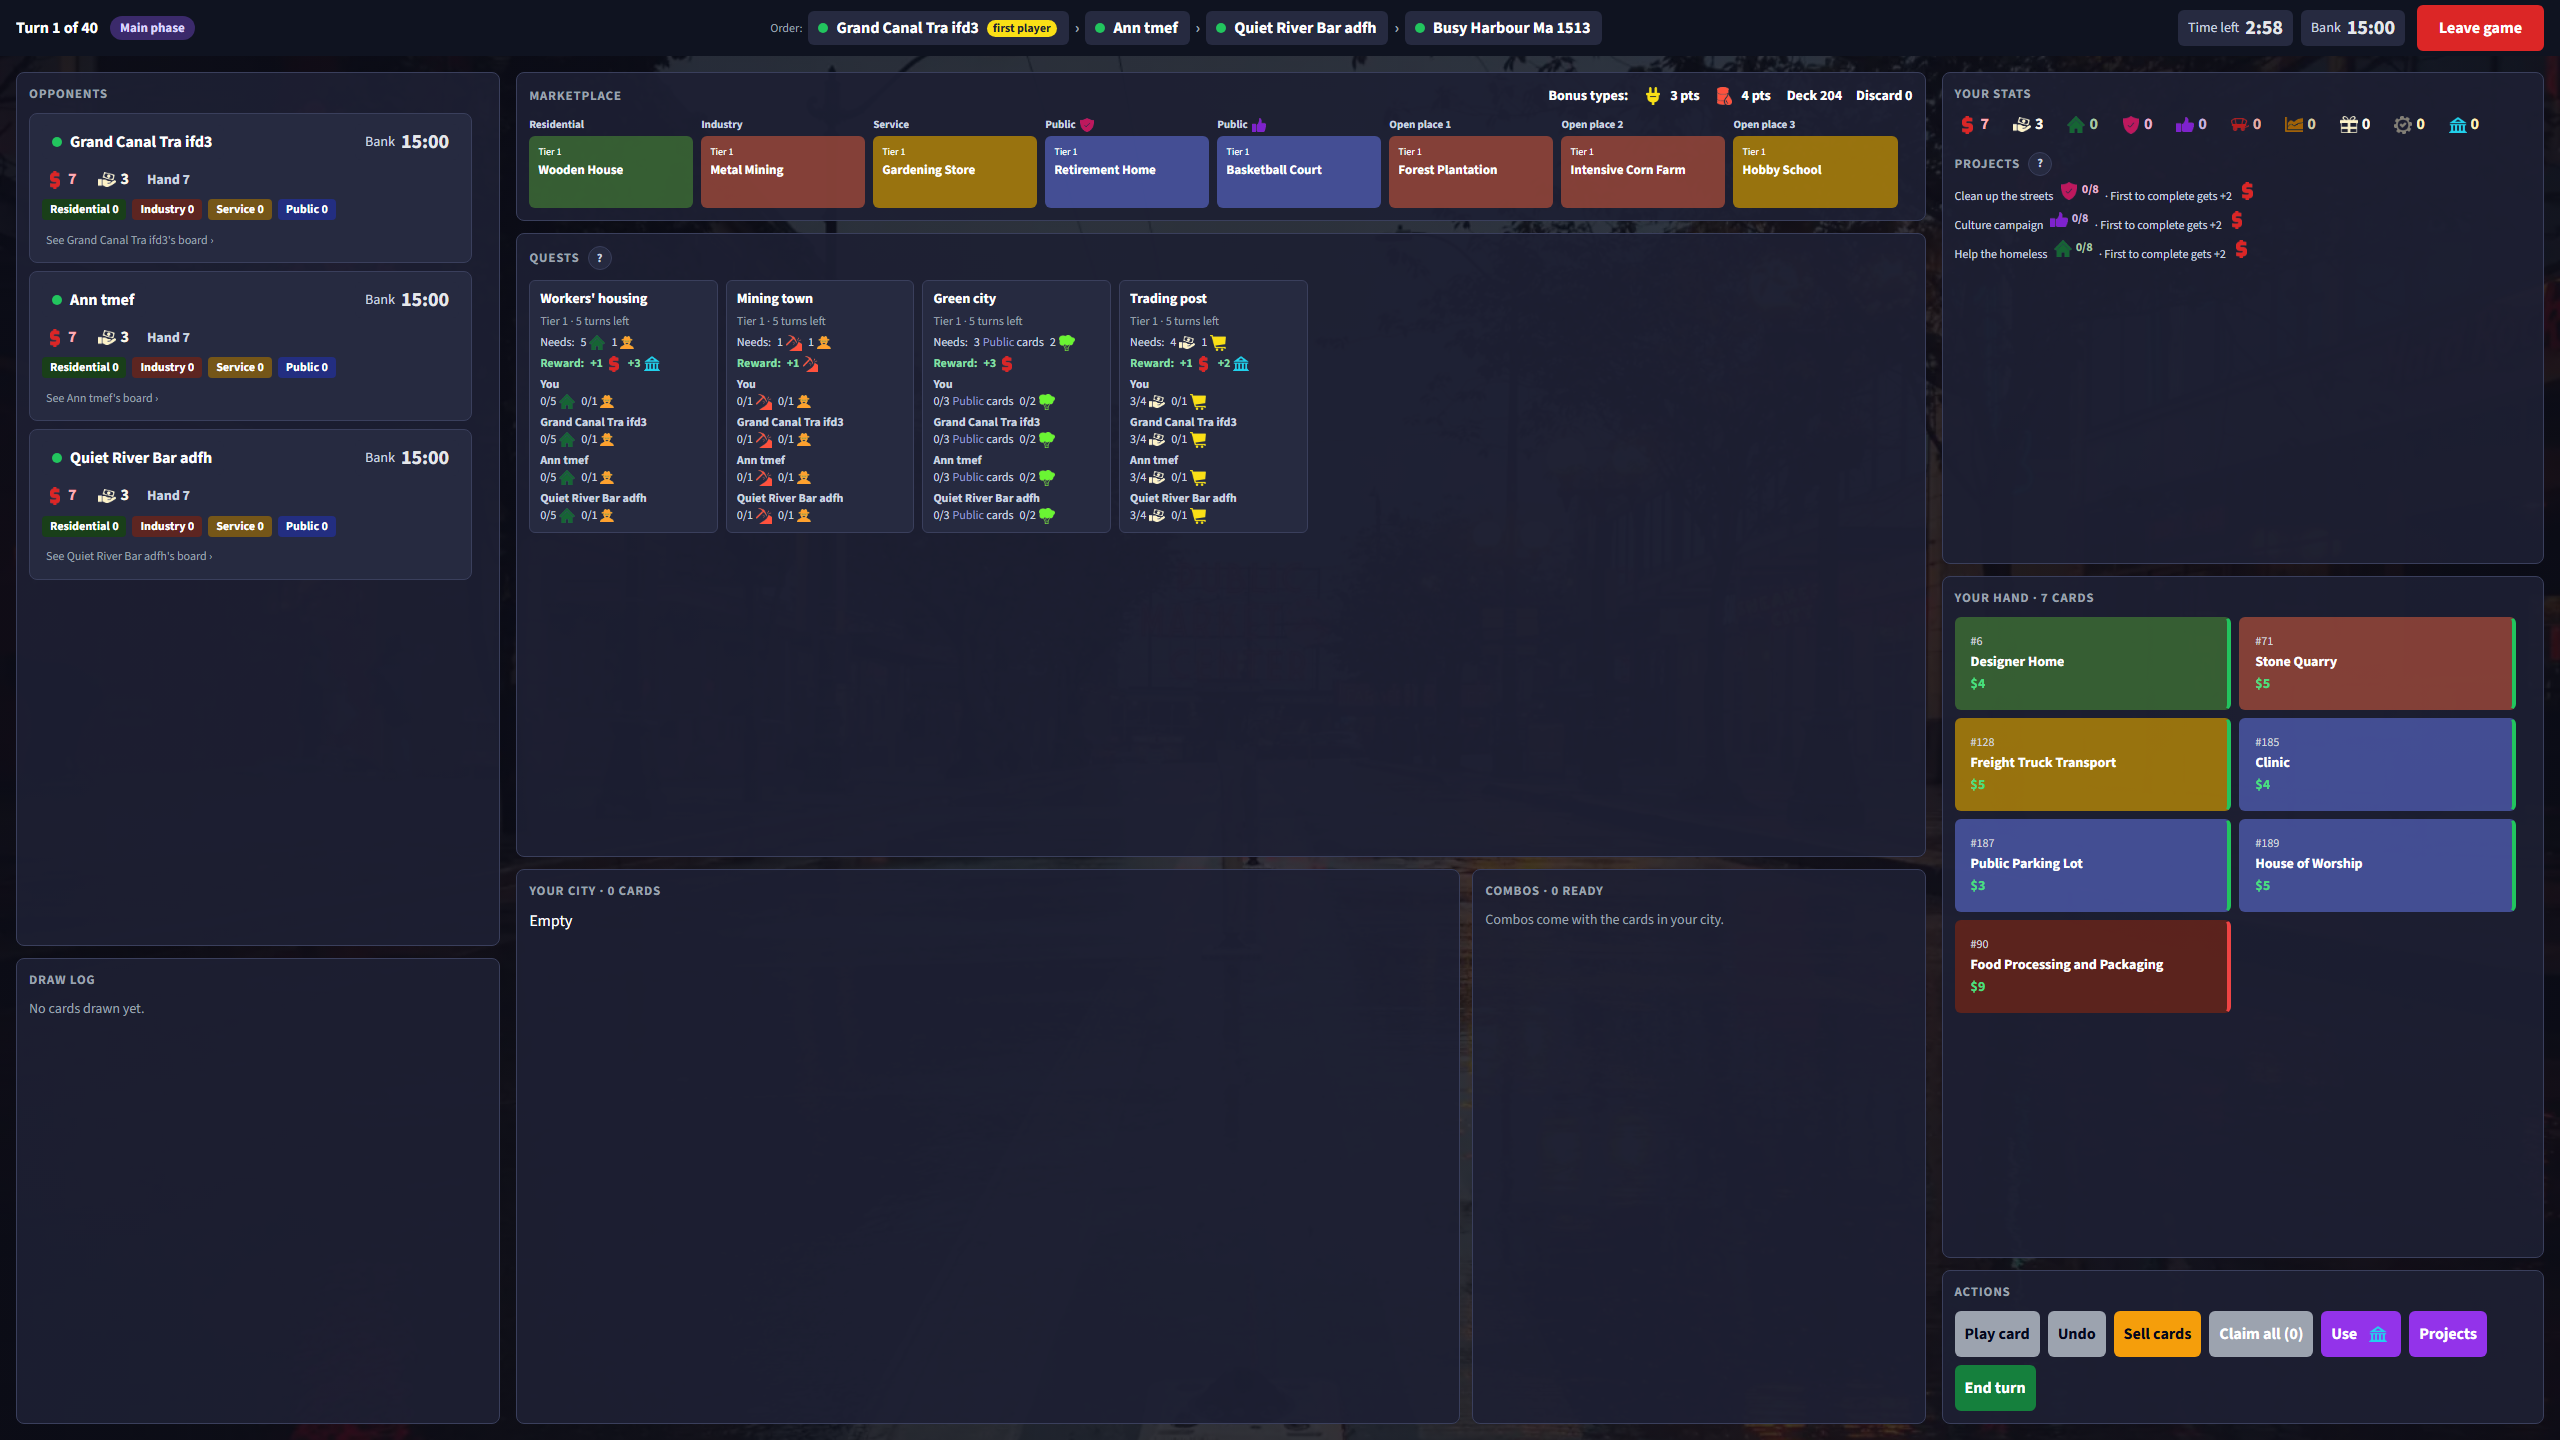 Turn 1 of 40 Main phase
Order: Grand Canal Tra ifd3 first player › Ann tmef › Quiet River Bar adfh › Busy Harbour Ma 1513
Time left 2:58 Bank 15:00 Leave game
OPPONENTS
Grand Canal Tra ifd3 Bank 15:00
7 3 Hand 7
Residential 0 Industry 0 Service 0 Public 0
See Grand Canal Tra ifd3's board ›
Ann tmef Bank 15:00
7 3 Hand 7
Residential 0 Industry 0 Service 0 Public 0
See Ann tmef's board ›
Quiet River Bar adfh Bank 15:00
7 3 Hand 7
Residential 0 Industry 0 Service 0 Public 0
See Quiet River Bar adfh's board ›
DRAW LOG
No cards drawn yet.
MARKETPLACE
Bonus types: 3 pts 4 pts Deck 204 Discard 0
Residential
Tier 1
Wooden House
Industry
Tier 1
Metal Mining
Service
Tier 1
Gardening Store
Public
Tier 1
Retirement Home
Public
Tier 1
Basketball Court
Open place 1
Tier 1
Forest Plantation
Open place 2
Tier 1
Intensive Corn Farm
Open place 3
Tier 1
Hobby School
QUESTS ?
Workers' housing
Tier 1 · 5 turns left
Needs: 5 1
Reward: +1 +3
You
0/5 0/1
Grand Canal Tra ifd3
0/5 0/1
Ann tmef
0/5 0/1
Quiet River Bar adfh
0/5 0/1
Mining town
Tier 1 · 5 turns left
Needs: 1 1
Reward: +1
You
0/1 0/1
Grand Canal Tra ifd3
0/1 0/1
Ann tmef
0/1 0/1
Quiet River Bar adfh
0/1 0/1
Green city
Tier 1 · 5 turns left
Needs: 3 Public cards 2
Reward: +3
You
0/3 Public cards 0/2
Grand Canal Tra ifd3
0/3 Public cards 0/2
Ann tmef
0/3 Public cards 0/2
Quiet River Bar adfh
0/3 Public cards 0/2
Trading post
Tier 1 · 5 turns left
Needs: 4 1
Reward: +1 +2
You
3/4 0/1
Grand Canal Tra ifd3
3/4 0/1
Ann tmef
3/4 0/1
Quiet River Bar adfh
3/4 0/1
YOUR CITY · 0 CARDS
Empty
COMBOS · 0 READY
Combos come with the cards in your city.
YOUR STATS
7 3 0 0 0 0 0 0 0 0
PROJECTS ?
Clean up the streets 0/8 · First to complete gets +2
Culture campaign 0/8 · First to complete gets +2
Help the homeless 0/8 · First to complete gets +2
YOUR HAND · 7 CARDS
#6
Designer Home
$4
#71
Stone Quarry
$5
#128
Freight Truck Transport
$5
#185
Clinic
$4
#187
Public Parking Lot
$3
#189
House of Worship
$5
#90
Food Processing and Packaging
$9
ACTIONS
Play card Undo Sell cards Claim all (0) Use Projects
End turn